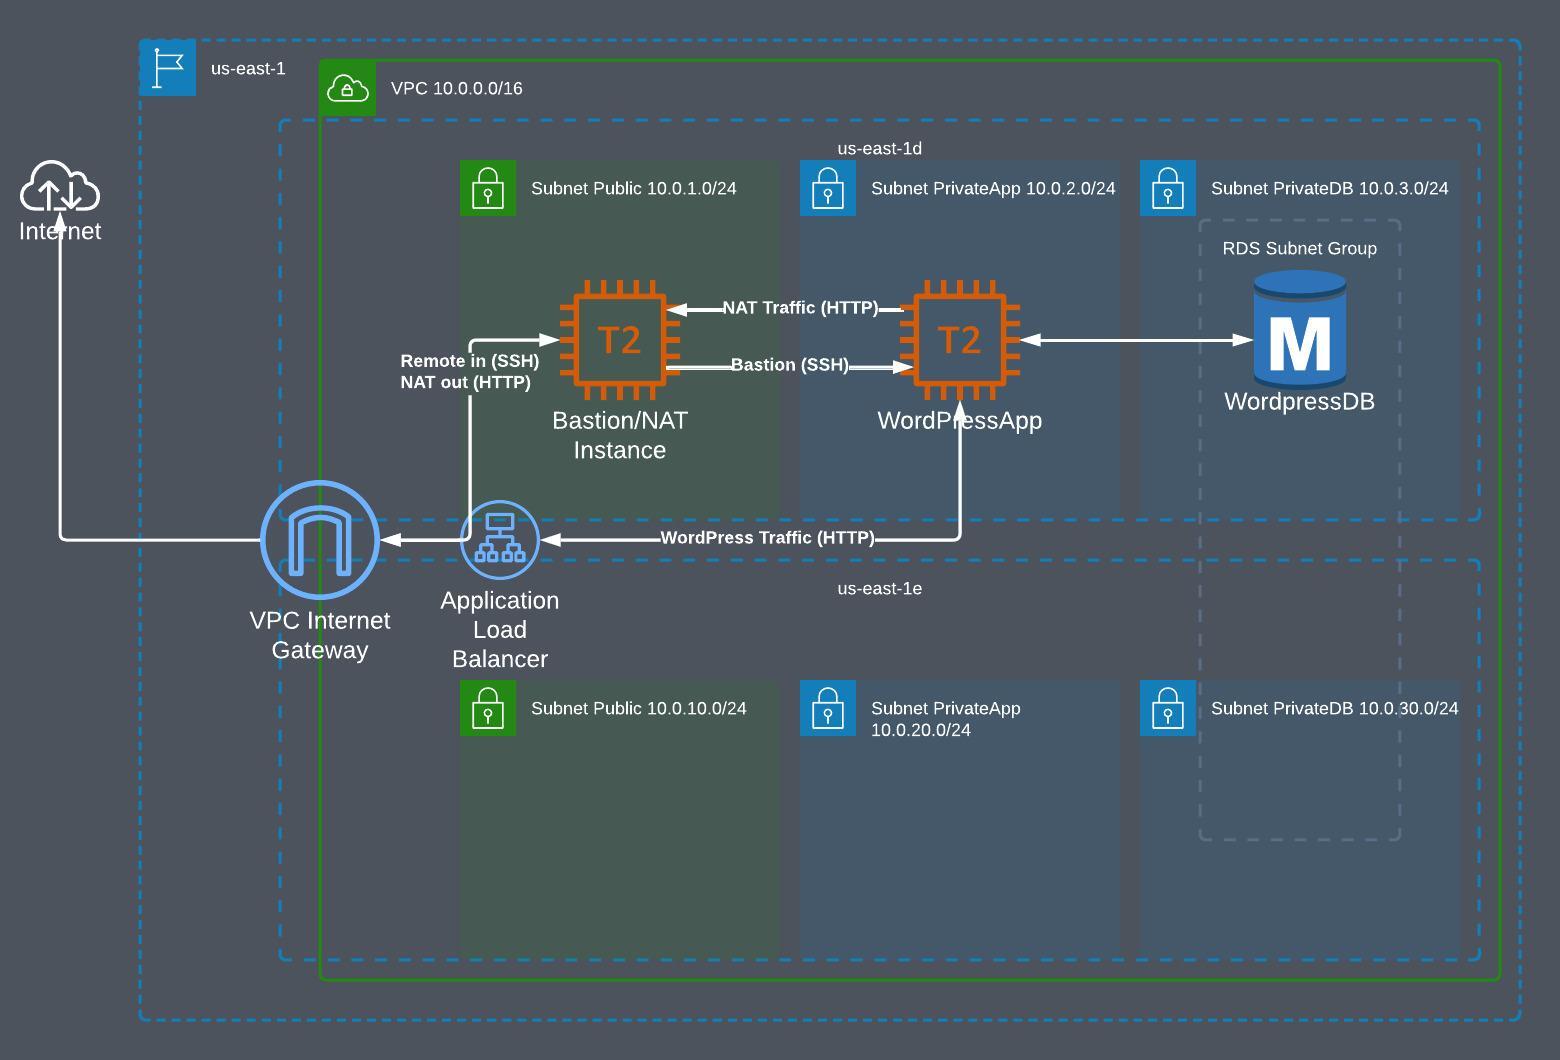 us-east-1
VPC 10.0.0.0/16
us-east-1d
Subnet Public 10.0.1.0/24
Subnet PrivateApp 10.0.2.0/24
Subnet PrivateDB 10.0.3.0/24
Internet
RDS Subnet Group
NAT Traffic (HTTP)
T2
T2
M
Remote in (SSH)
NAT out (HTTP)
Bastion (SSH)
Bastion/NAT
Instance
WordPressApp
WordpressDB
WordPress Traffic (HTTP)
VPC Internet
Gateway
Application
Load
Balancer
us-east-1e
Subnet Public 10.0.10.0/24
Subnet PrivateApp
10.0.20.0/24
Subnet PrivateDB 10.0.30.0/24